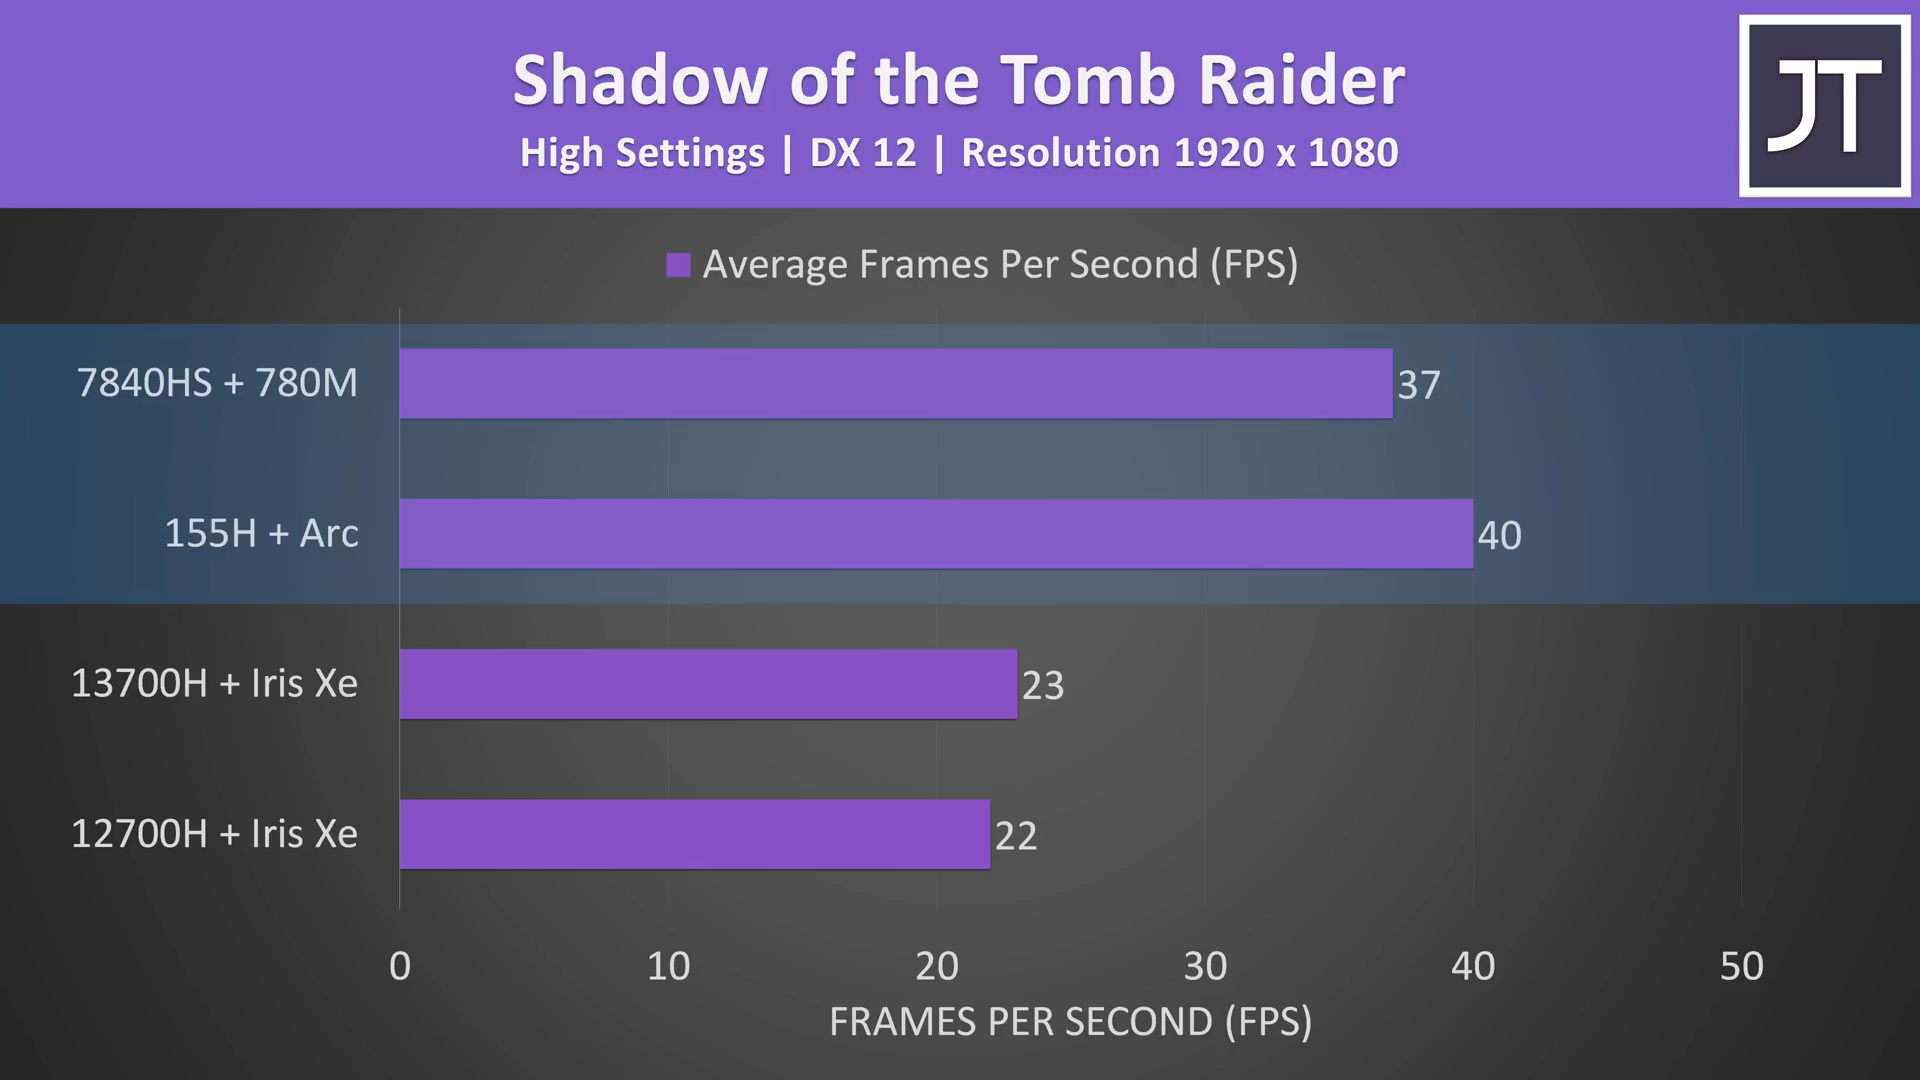 Shadow of the Tomb Raider
JT
High Settings | DX 12 | Resolution 1920 x 1080
Average Frames Per Second (FPS)
7840HS + 780M 37
155H + Arc 40
13700H + Iris Xe 23
12700H + Iris Xe 22
0 10 20 30 40 50
FRAMES PER SECOND (FPS)